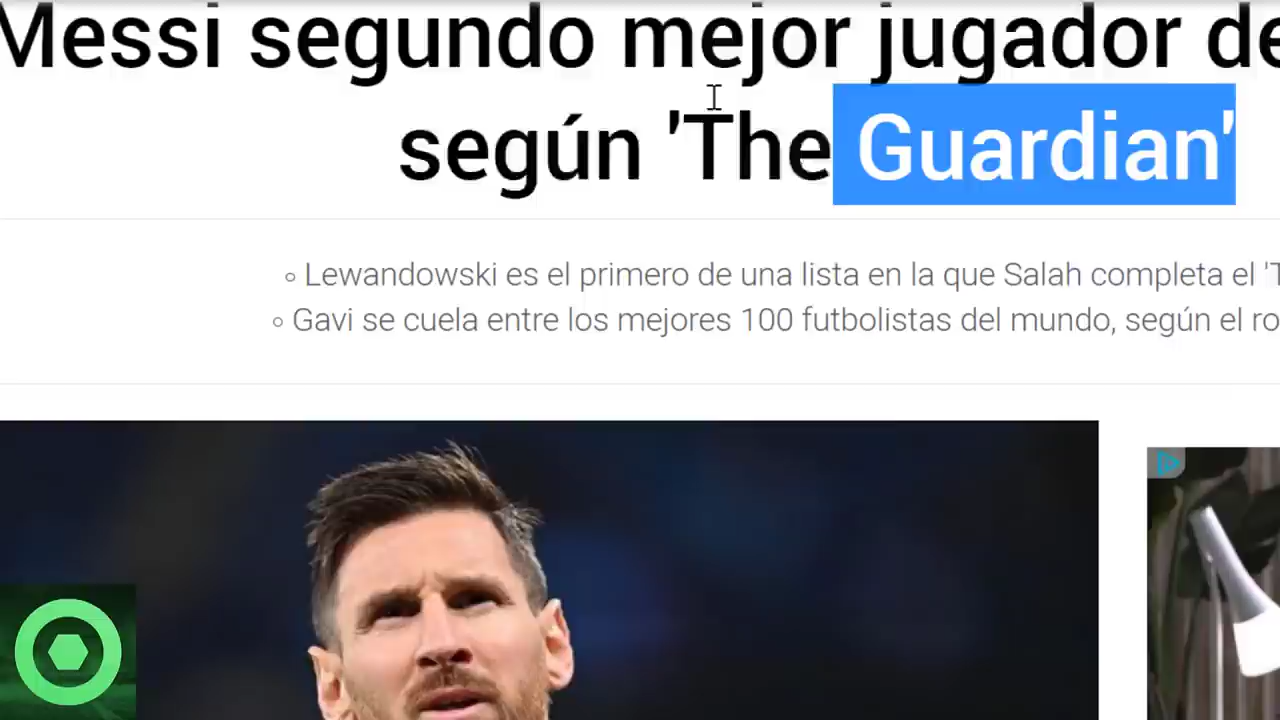 Messi segundo mejor jugador de
según 'The Guardian'
◦ Lewandowski es el primero de una lista en la que Salah completa el 'T
◦ Gavi se cuela entre los mejores 100 futbolistas del mundo, según el ro